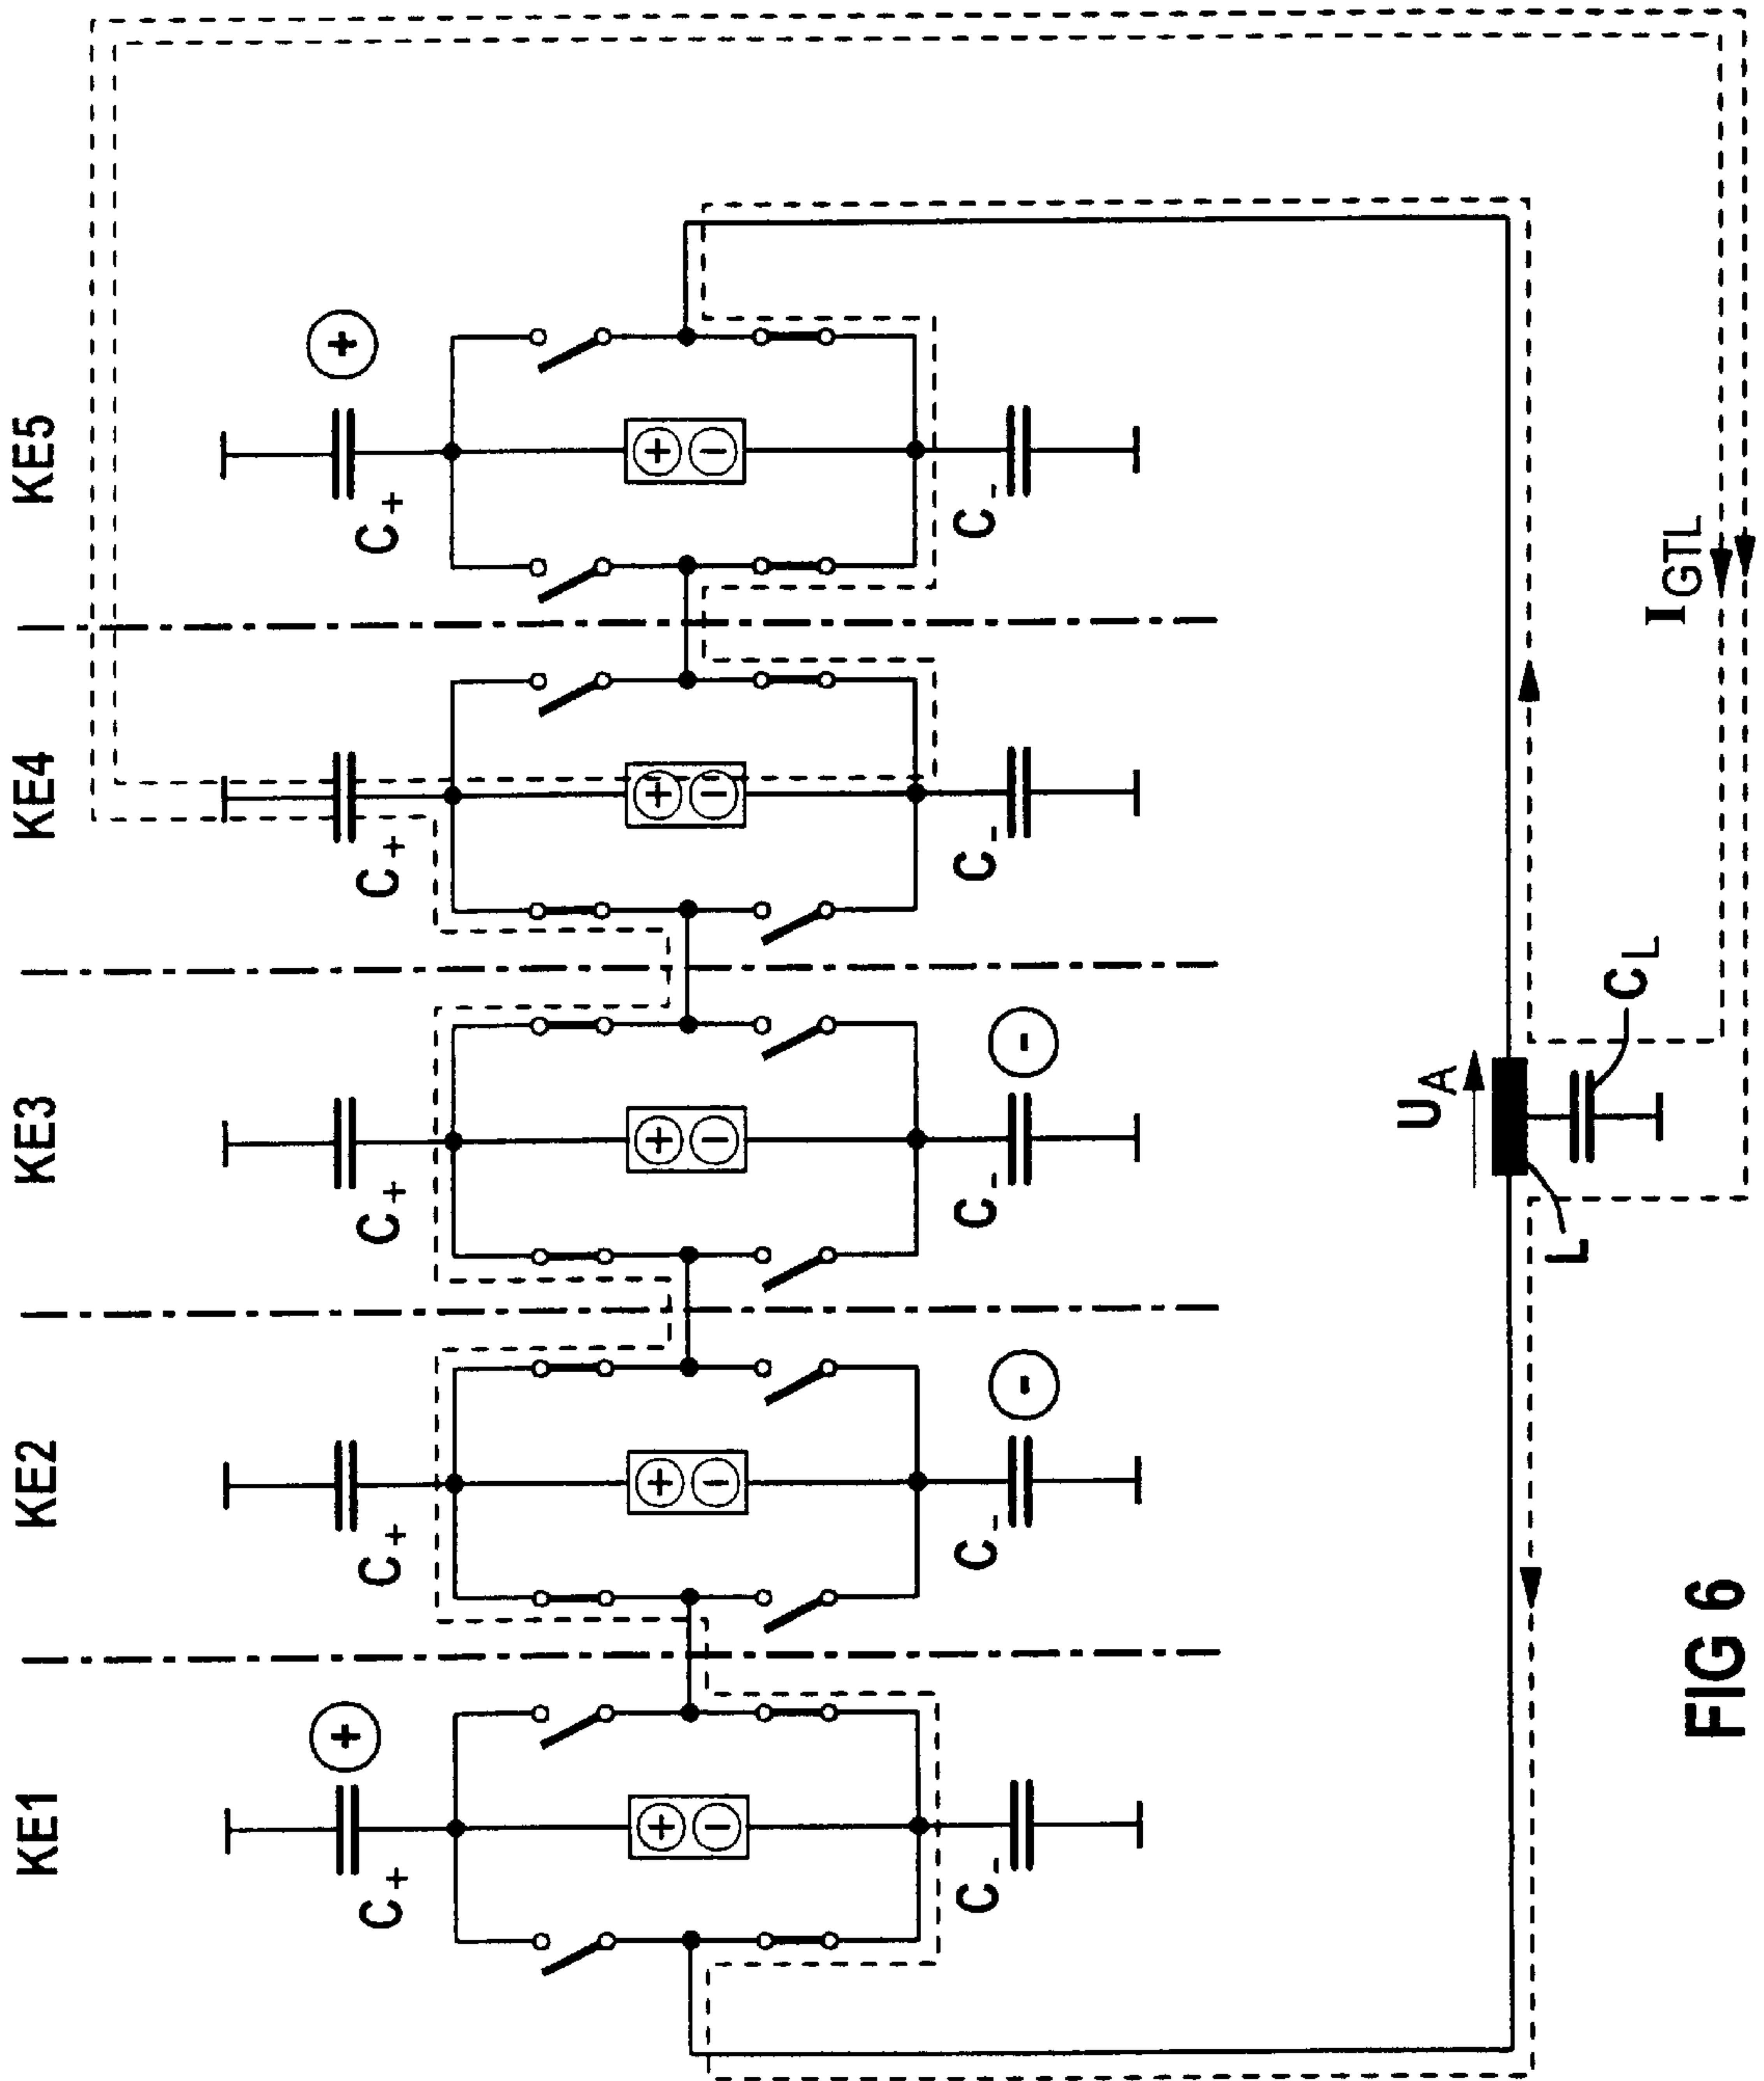 KE1 KE2 KE3 KE4 KE5
+ + 
C+ C+ C+ C+ C+
+ - + - + - + - + -
C- C- C- C- C-
- -
UA
L
CL
IGTL
FIG 6